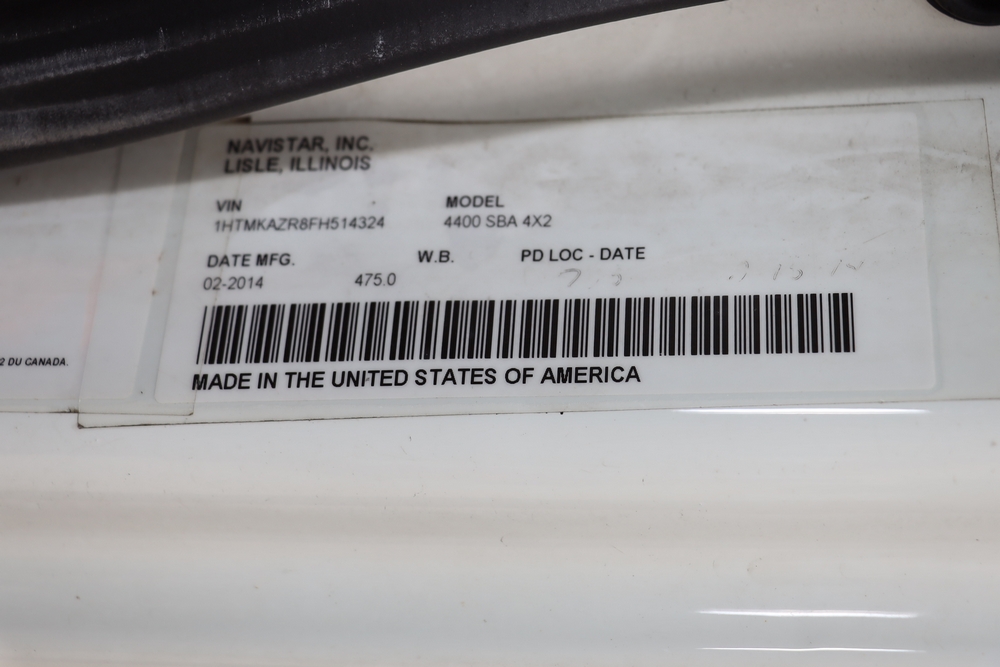 NAVISTAR, INC.
LISLE, ILLINOIS
VIN MODEL
1HTMKAZR8FH514324 4400 SBA 4X2
DATE MFG. W.B. PD LOC - DATE
02-2014 475.0
MADE IN THE UNITED STATES OF AMERICA
2 DU CANADA.